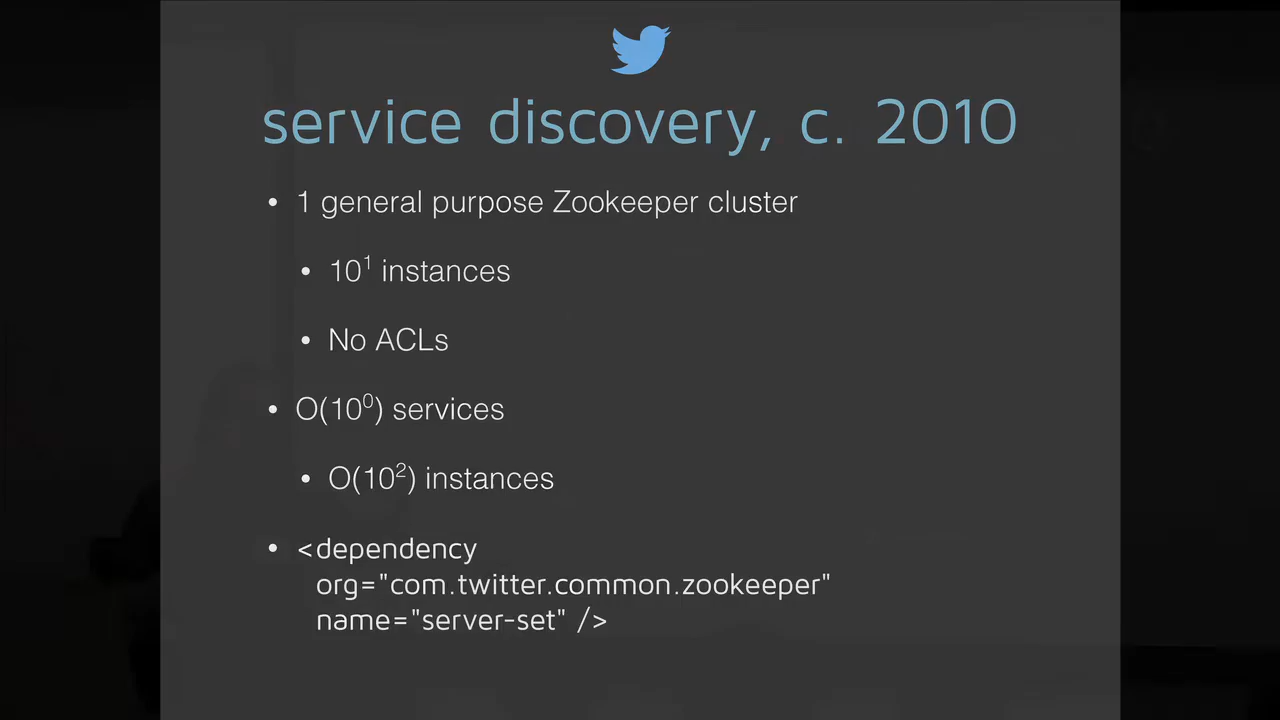 service discovery, c. 2010
• 1 general purpose Zookeeper cluster
• 10¹ instances
• No ACLs
• O(10⁰) services
• O(10²) instances
• <dependency
org="com.twitter.common.zookeeper"
name="server-set" />